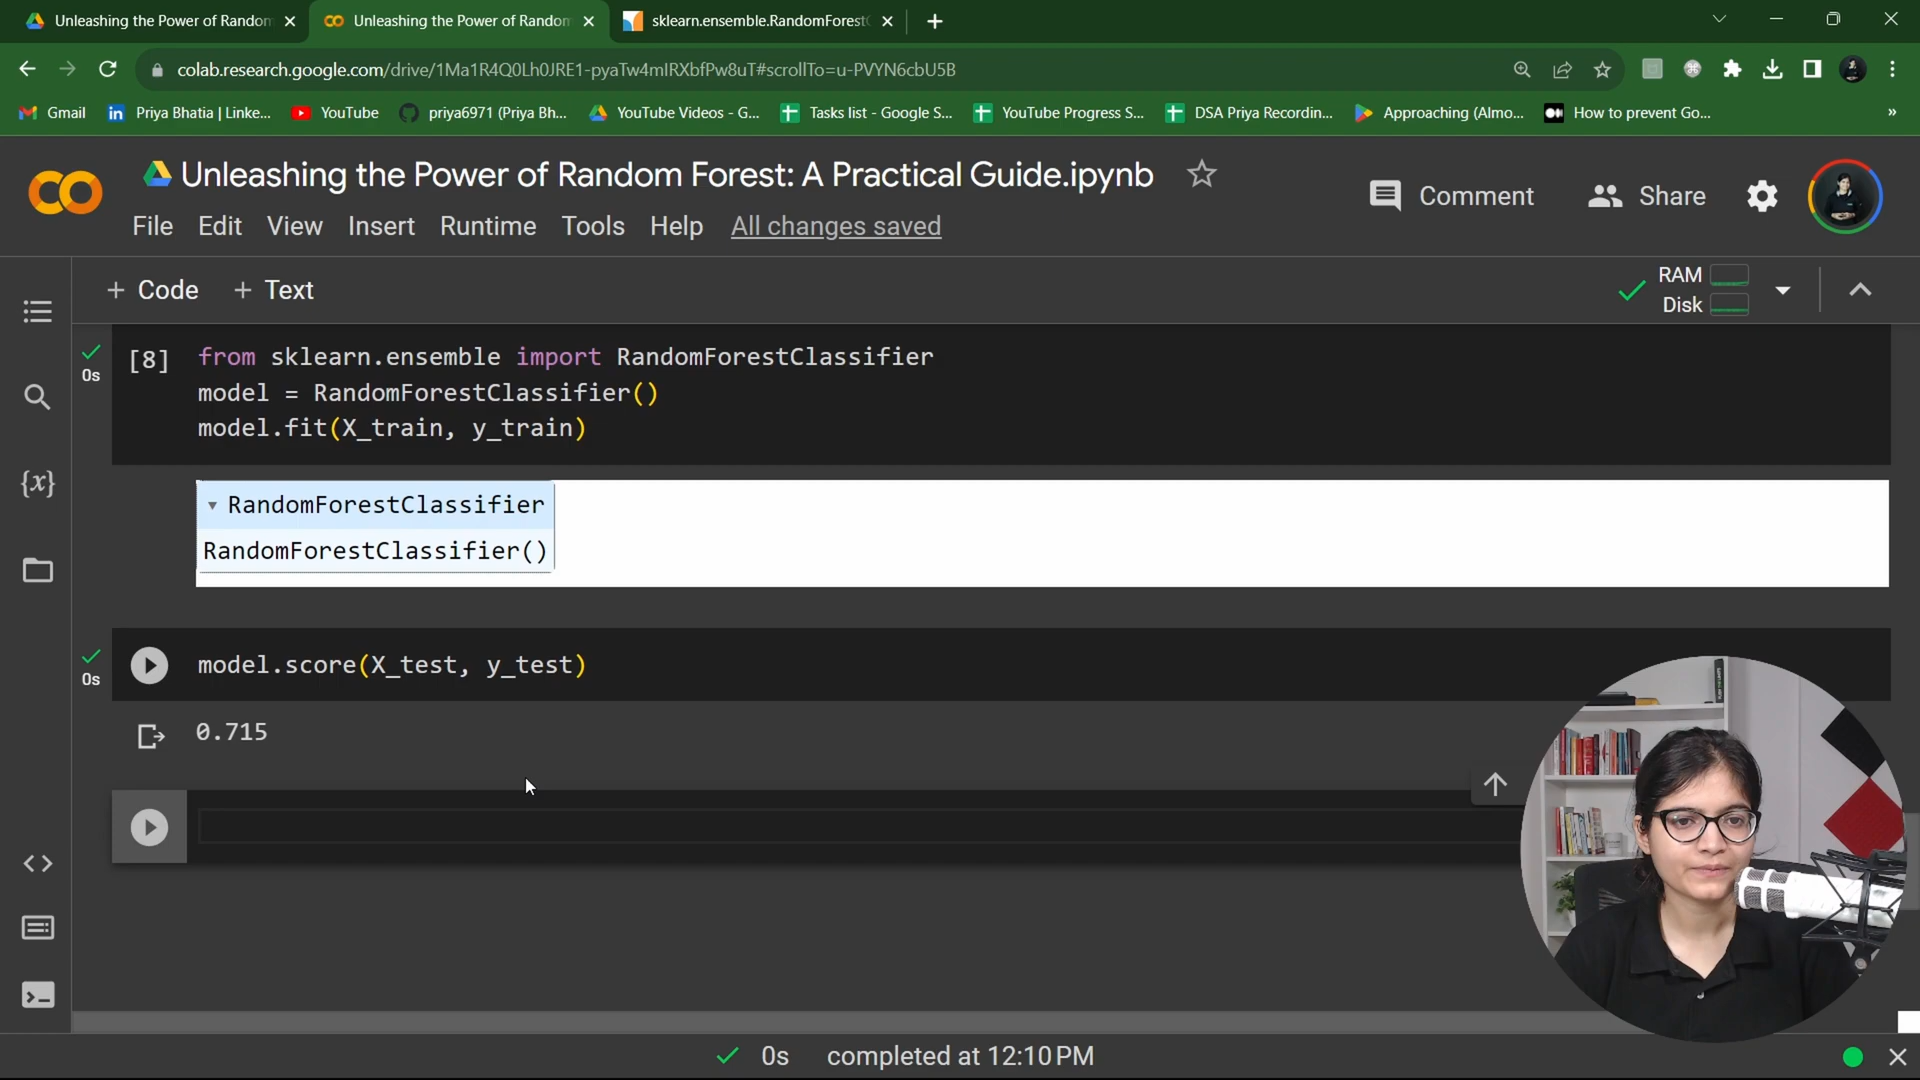 Unleashing the Power of Random
Unleashing the Power of Random
sklearn.ensemble.RandomForestC
colab.research.google.com/drive/1Ma1R4Q0Lh0JRE1-pyaTw4mlRXbfPw8uT#scrollTo=u-PVYN6cbU5B
Gmail
Priya Bhatia | Linke...
YouTube
priya6971 (Priya Bh...
YouTube Videos - G...
Tasks list - Google S...
YouTube Progress S...
DSA Priya Recordin...
Approaching (Almo...
How to prevent Go...
»
Unleashing the Power of Random Forest: A Practical Guide.ipynb
Comment
Share
File Edit View Insert Runtime Tools Help All changes saved
+ Code + Text
RAM
Disk
0s
[8]
from sklearn.ensemble import RandomForestClassifier
model = RandomForestClassifier()
model.fit(X_train, y_train)
{x}
RandomForestClassifier
RandomForestClassifier()
0s
model.score(X_test, y_test)
0.715
0s completed at 12:10 PM